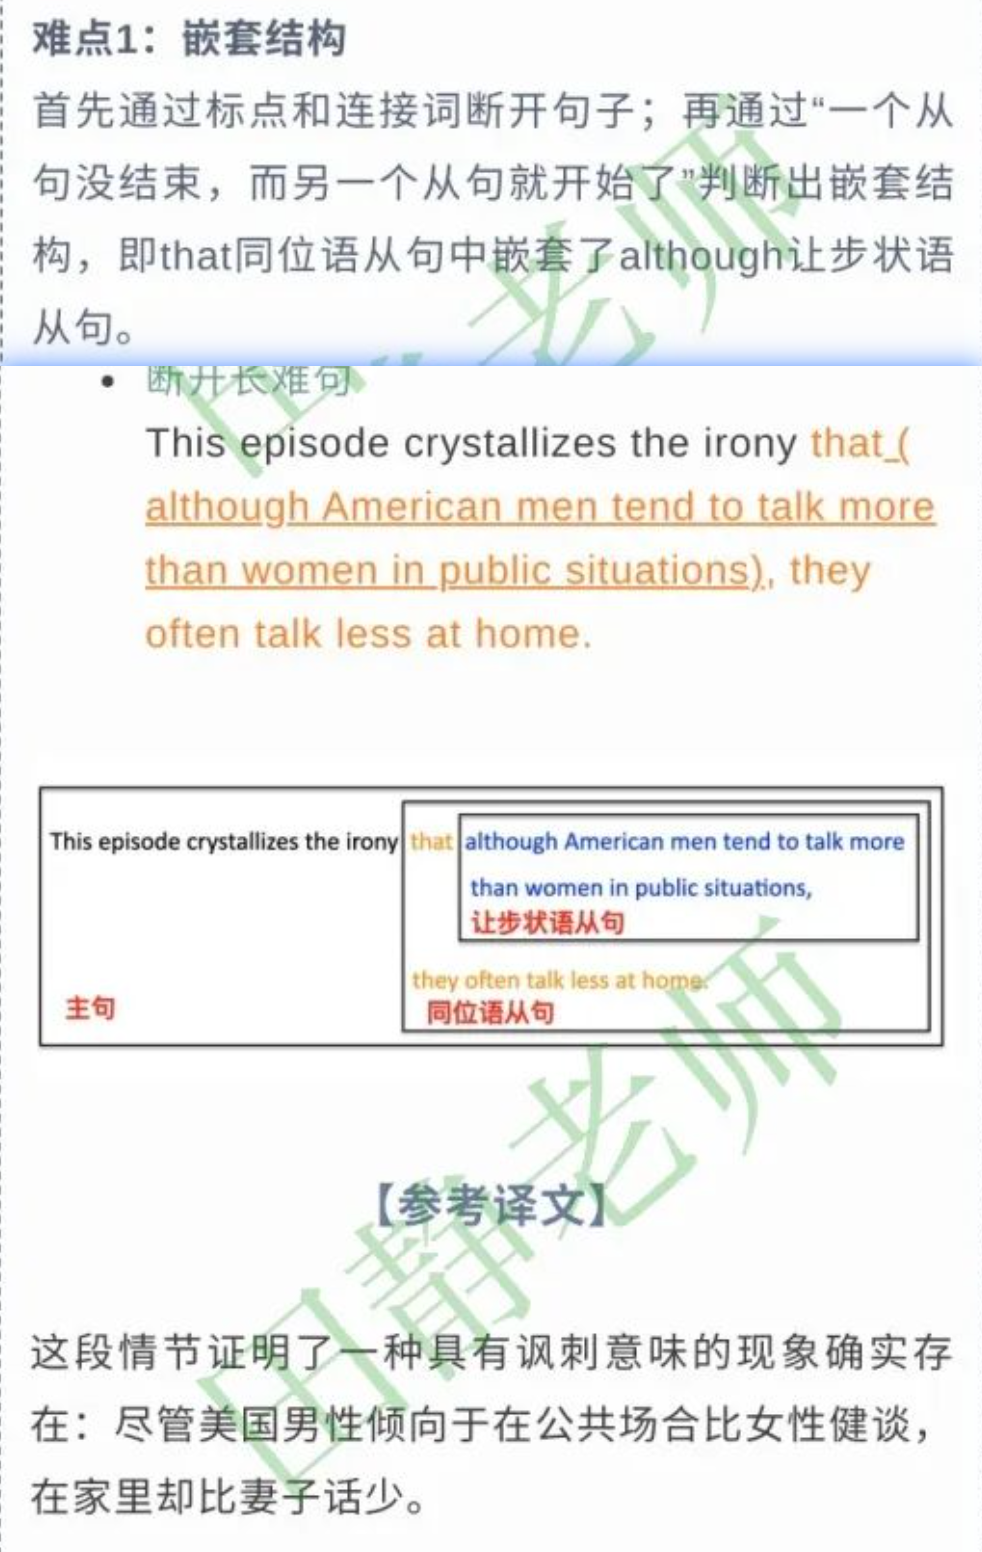 难点1：嵌套结构
首先通过标点和连接词断开句子；再通过“一个从
句没结束，而另一个从句就开始了”判断出嵌套结
构，即that同位语从句中嵌套了although让步状语
从句。
断开长难句
This episode crystallizes the irony that (
although American men tend to talk more
than women in public situations), they
often talk less at home.
This episode crystallizes the irony that although American men tend to talk more
than women in public situations,
让步状语从句
they often talk less at home.
主句
同位语从句
【参考译文】
这段情节证明了一种具有讽刺意味的现象确实存
在：尽管美国男性倾向于在公共场合比女性健谈，
在家里却比妻子话少。
田静老师